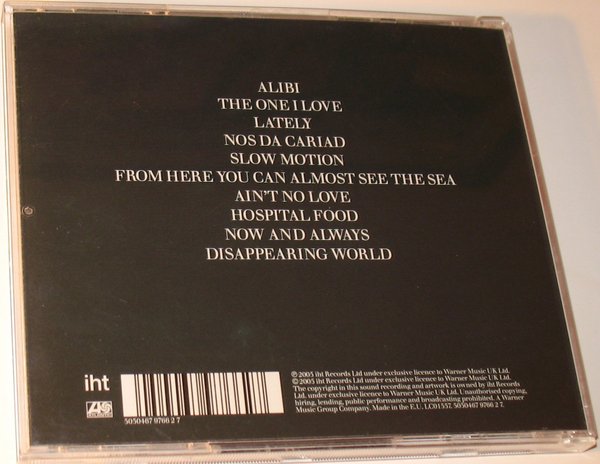 ALIBI
THE ONE I LOVE
LATELY
NOS DA CARIAD
SLOW MOTION
FROM HERE YOU CAN ALMOST SEE THE SEA
AIN'T NO LOVE
HOSPITAL FOOD
NOW AND ALWAYS
DISAPPEARING WORLD
iht
ATLANTIC
5050467 9766 2 7
℗ 2005 iht Records Ltd under exclusive licence to Warner Music UK Ltd.
© 2005 iht Records Ltd under exclusive licence to Warner Music UK Ltd.
The copyright in this sound recording and artwork is owned by iht Records
Ltd. under exclusive licence to Warner Music UK Ltd. Unauthorised copying,
hiring, lending, public performance and broadcasting prohibited. A Warner
Music Group Company. Made in the E.U. LC01557. 5050467 9766 2 7.